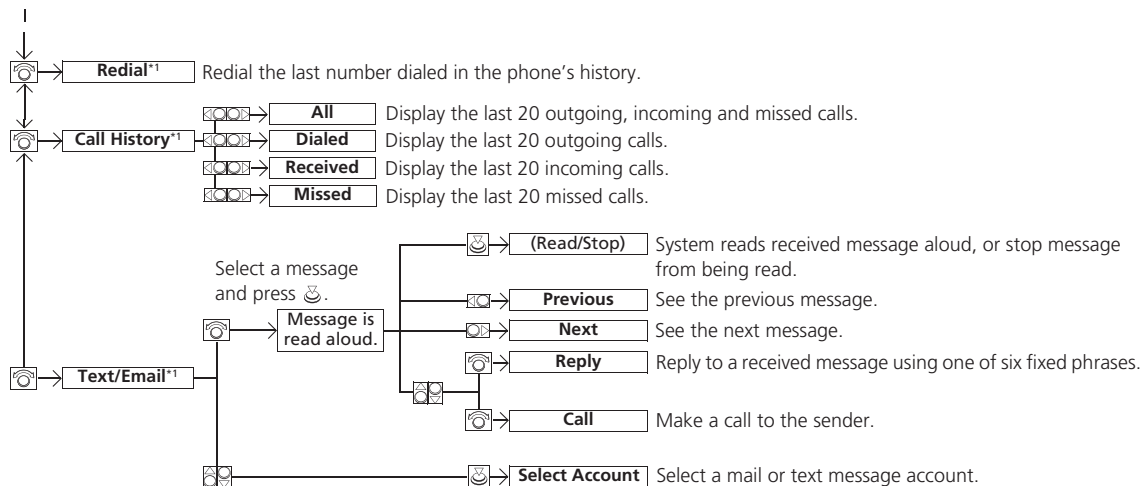 Redial*1 Redial the last number dialed in the phone's history.
Call History*1
All Display the last 20 outgoing, incoming and missed calls.
Dialed Display the last 20 outgoing calls.
Received Display the last 20 incoming calls.
Missed Display the last 20 missed calls.
Text/Email*1
Select a message
and press .
Message is
read aloud.
(Read/Stop) System reads received message aloud, or stop message
from being read.
Previous See the previous message.
Next See the next message.
Reply Reply to a received message using one of six fixed phrases.
Call Make a call to the sender.
Select Account Select a mail or text message account.